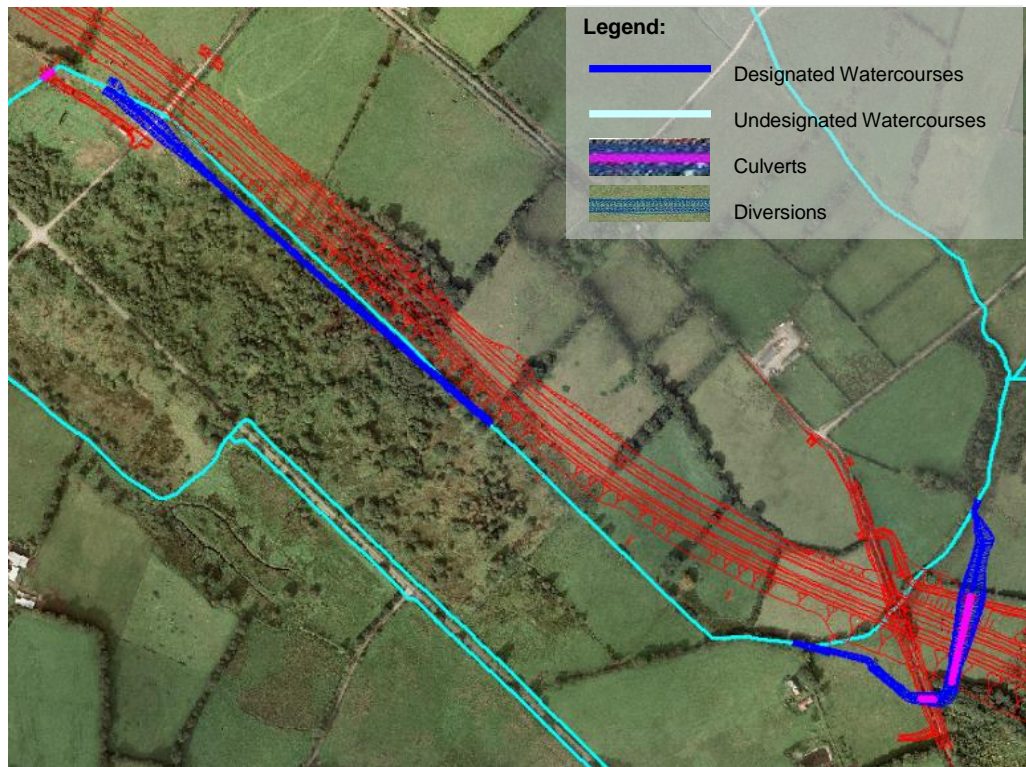 Legend:
Designated Watercourses
Undesignated Watercourses
Culverts
Diversions